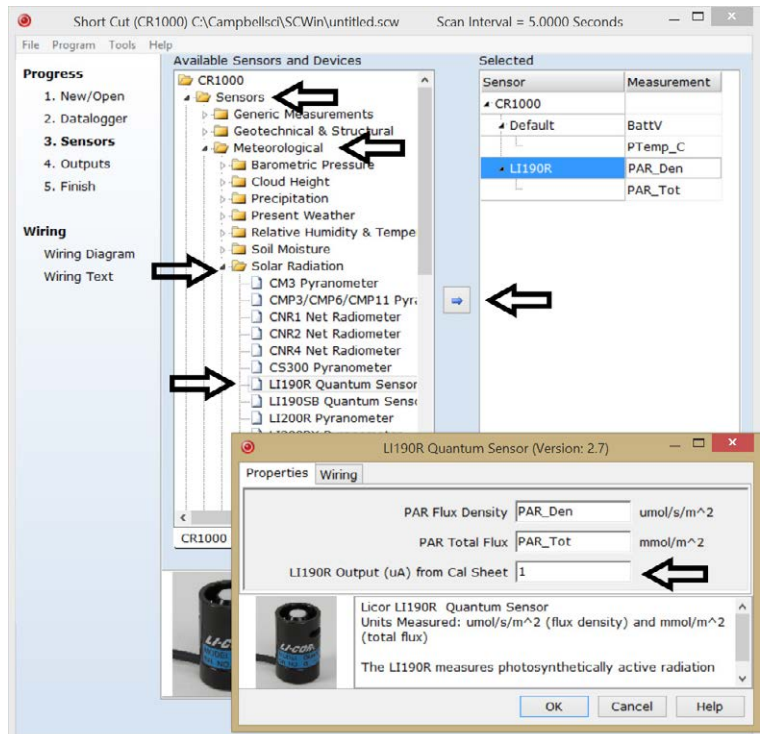 Short Cut (CR1000) C:\Campbellsci\SCWin\untitled.scw Scan Interval = 5.0000 Seconds
File Program Tools Help
Progress
1. New/Open
2. Datalogger
3. Sensors
4. Outputs
5. Finish
Wiring
Wiring Diagram
Wiring Text
Available Sensors and Devices
CR1000
Sensors
Generic Measurements
Geotechnical & Structural
Meteorological
Barometric Pressure
Cloud Height
Precipitation
Present Weather
Relative Humidity & Tempe
Soil Moisture
Solar Radiation
CM3 Pyranometer
CMP3/CMP6/CMP11 Pyra
CNR1 Net Radiometer
CNR2 Net Radiometer
CNR4 Net Radiometer
CS300 Pyranometer
LI190R Quantum Sensor
LI190SB Quantum Senso
LI200R Pyranometer
CR1000
Selected
Sensor Measurement
CR1000
Default BattV
PTemp_C
LI190R PAR_Den
PAR_Tot
LI190R Quantum Sensor (Version: 2.7)
Properties Wiring
PAR Flux Density PAR_Den umol/s/m^2
PAR Total Flux PAR_Tot mmol/m^2
LI190R Output (uA) from Cal Sheet 1
LI-COR
Licor LI190R Quantum Sensor
Units Measured: umol/s/m^2 (flux density) and mmol/m^2
(total flux)
The LI190R measures photosynthetically active radiation
OK Cancel Help